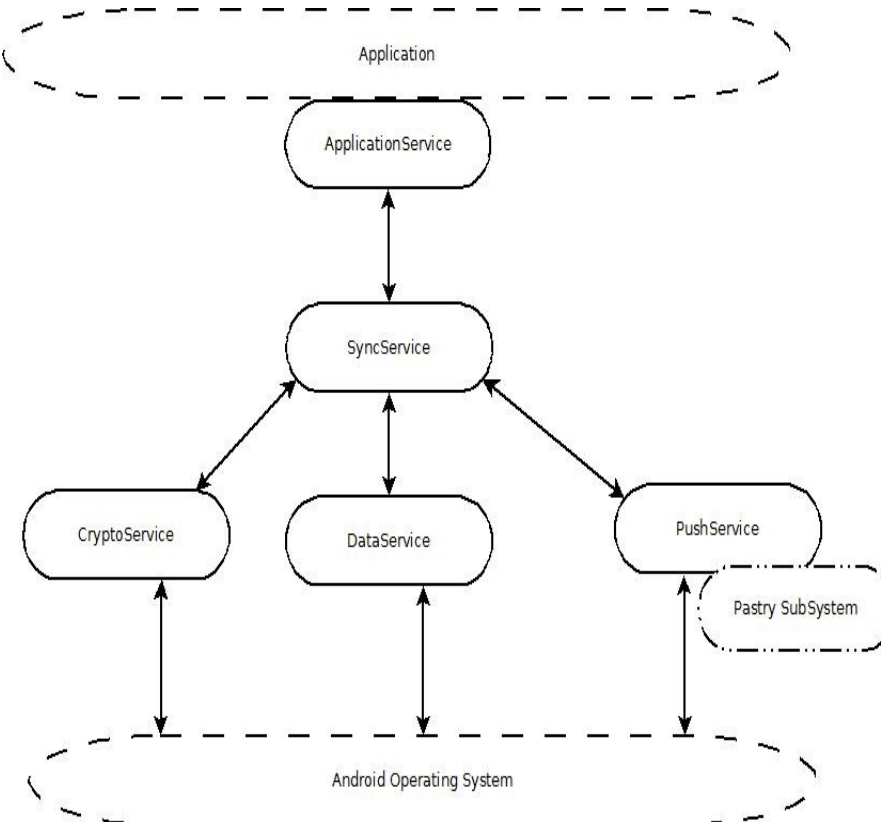 Application
ApplicationService
SyncService
CryptoService
DataService
PushService
Pastry SubSystem
Android Operating System